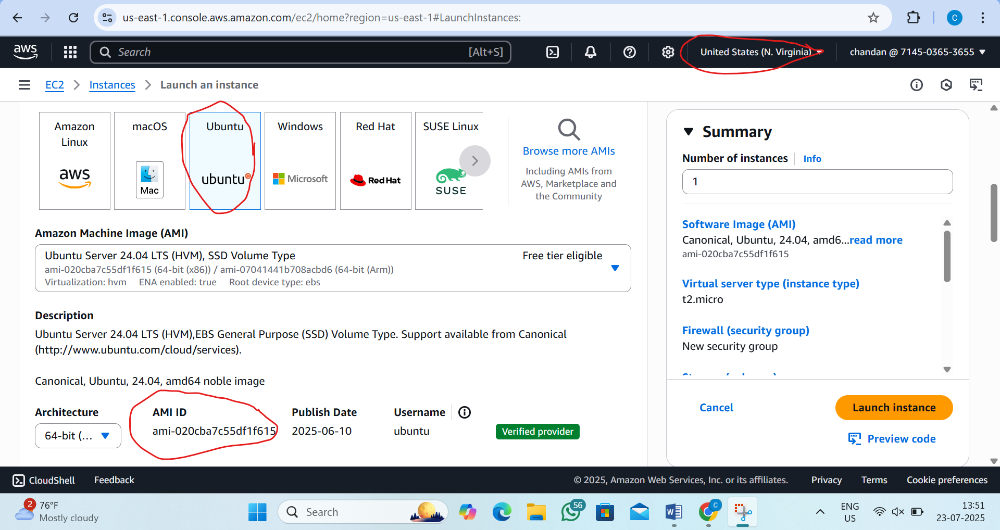 us-east-1.console.aws.amazon.com/ec2/home?region=us-east-1#LaunchInstances:
C
aws
Search
[Alt+S]
United States (N. Virginia)
chandan @ 7145-0365-3655
EC2
Instances
Launch an instance
Amazon
Linux
aws
macOS
Mac
Ubuntu
ubuntu
Windows
Microsoft
Red Hat
Red Hat
SUSE Linux
SUSE
Browse more AMIs
Including AMIs from
AWS, Marketplace and
the Community
Amazon Machine Image (AMI)
Ubuntu Server 24.04 LTS (HVM), SSD Volume Type
Free tier eligible
ami-020cba7c55df1f615 (64-bit (x86)) / ami-07041441b708acbd6 (64-bit (Arm))
Virtualization: hvm ENA enabled: true Root device type: ebs
Description
Ubuntu Server 24.04 LTS (HVM),EBS General Purpose (SSD) Volume Type. Support available from Canonical
(http://www.ubuntu.com/cloud/services).
Canonical, Ubuntu, 24.04, amd64 noble image
Architecture
64-bit (...
AMI ID
ami-020cba7c55df1f615
Publish Date
2025-06-10
Username
ubuntu
Verified provider
Summary
Number of instances
Info
1
Software Image (AMI)
Canonical, Ubuntu, 24.04, amd6...read more
ami-020cba7c55df1f615
Virtual server type (instance type)
t2.micro
Firewall (security group)
New security group
Cancel
Launch instance
Preview code
CloudShell
Feedback
© 2025, Amazon Web Services, Inc. or its affiliates.
Privacy
Terms
Cookie preferences
2
76°F
Mostly cloudy
Search
56
W
C
ENG
US
13:51
23-07-2025